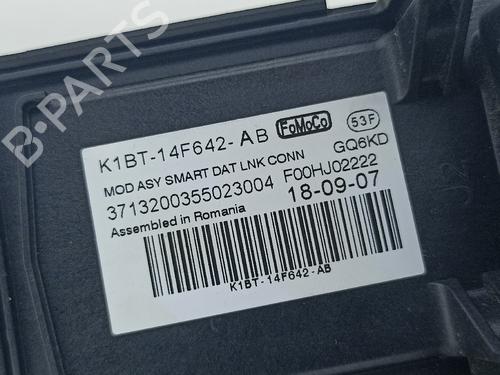 B-PARTS
K1BT-14F642-AB FoMoCo 53F
MOD ASY SMART DAT LNK CONN GQ6KD
3713200355023004 F00HJ02222
Assembled in Romania 18-09-07
K1BT-14F642-AB